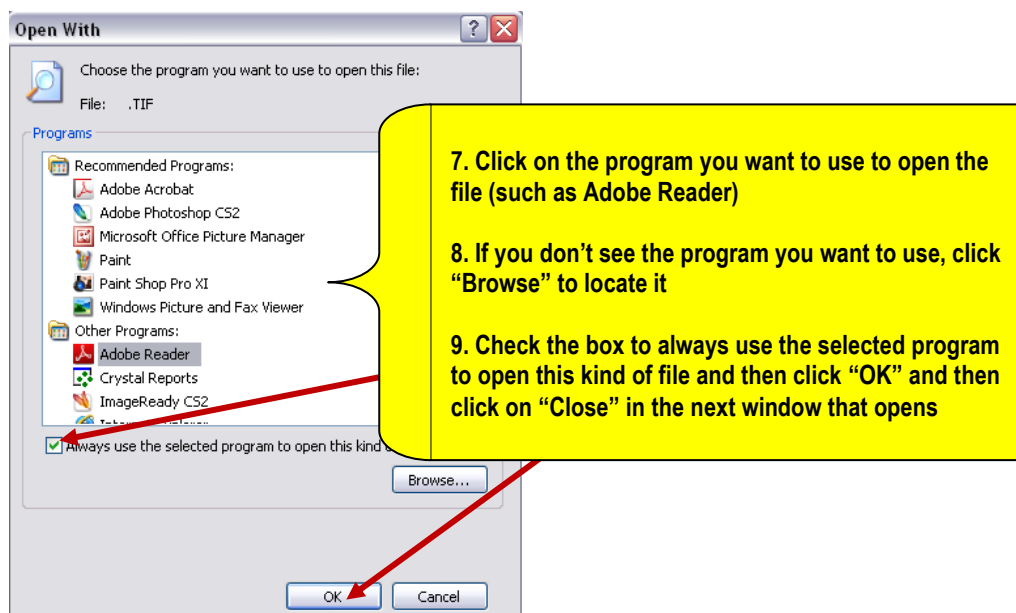 Open With
Choose the program you want to use to open this file:
File: .TIF
Programs
Recommended Programs:
Adobe Acrobat
Adobe Photoshop CS2
Microsoft Office Picture Manager
Paint
Paint Shop Pro XI
Windows Picture and Fax Viewer
Other Programs:
Adobe Reader
Crystal Reports
ImageReady CS2
Always use the selected program to open this kind
Browse...
OK
Cancel
7. Click on the program you want to use to open the
file (such as Adobe Reader)
8. If you don’t see the program you want to use, click
“Browse” to locate it
9. Check the box to always use the selected program
to open this kind of file and then click “OK” and then
click on “Close” in the next window that opens